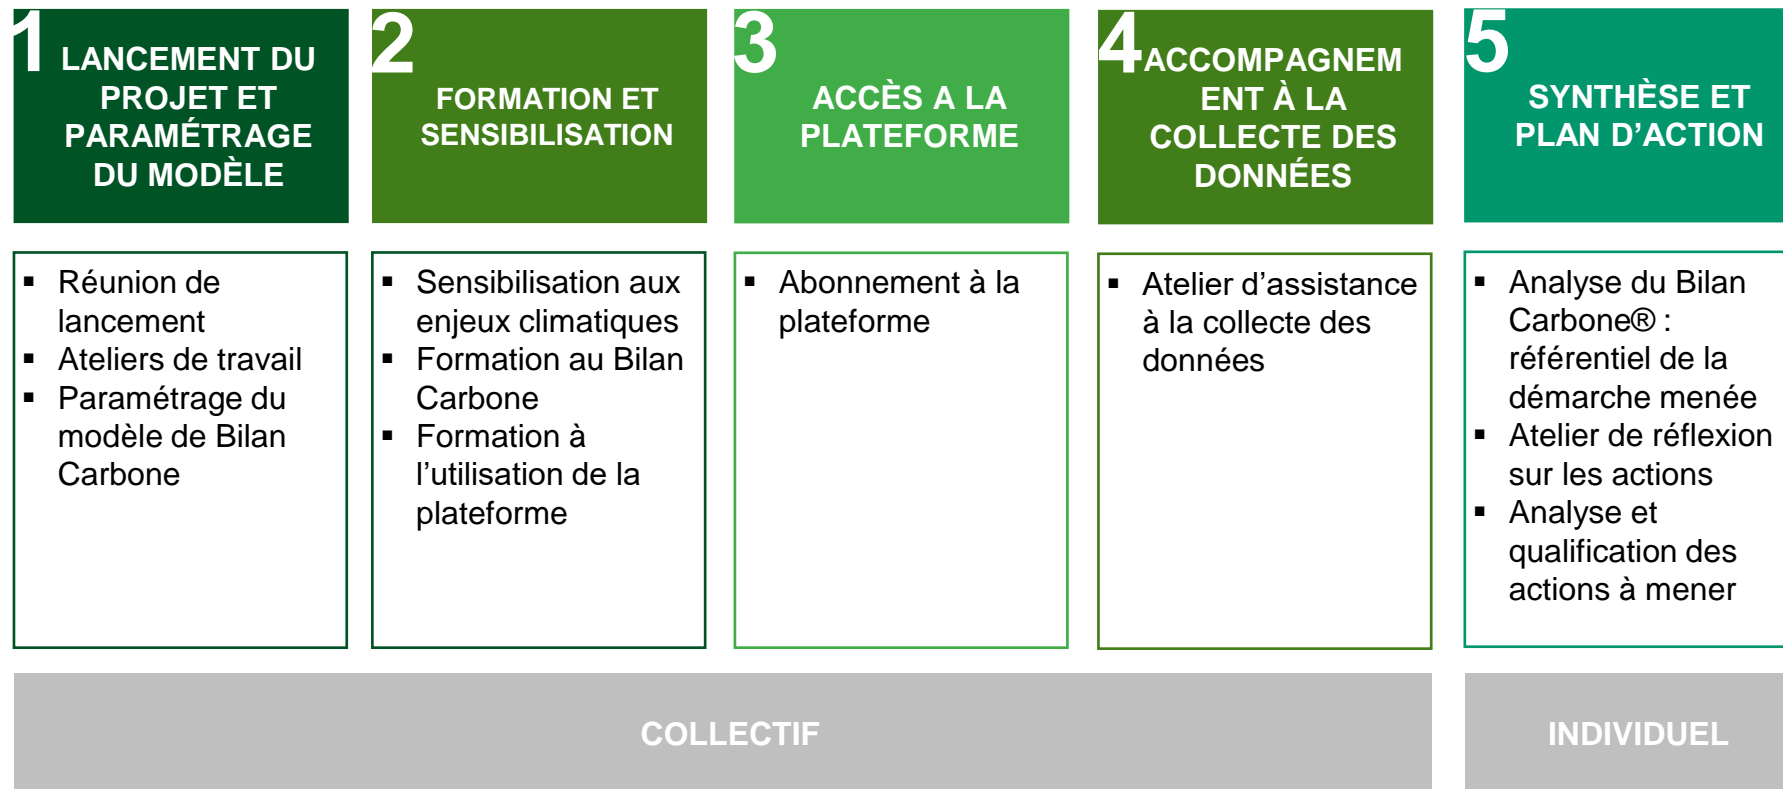 1
LANCEMENT DU
PROJET ET
PARAMÉTRAGE
DU MODÈLE
2
FORMATION ET
SENSIBILISATION
3
ACCÈS A LA
PLATEFORME
4
ACCOMPAGNEM
ENT À LA
COLLECTE DES
DONNÉES
5
SYNTHÈSE ET
PLAN D’ACTION
▪ Réunion de
lancement
▪ Ateliers de travail
▪ Paramétrage du
modèle de Bilan
Carbone
▪ Sensibilisation aux
enjeux climatiques
▪ Formation au Bilan
Carbone
▪ Formation à
l’utilisation de la
plateforme
▪ Abonnement à la
plateforme
▪ Atelier d’assistance
à la collecte des
données
▪ Analyse du Bilan
Carbone® :
référentiel de la
démarche menée
▪ Atelier de réflexion
sur les actions
▪ Analyse et
qualification des
actions à mener
COLLECTIF
INDIVIDUEL